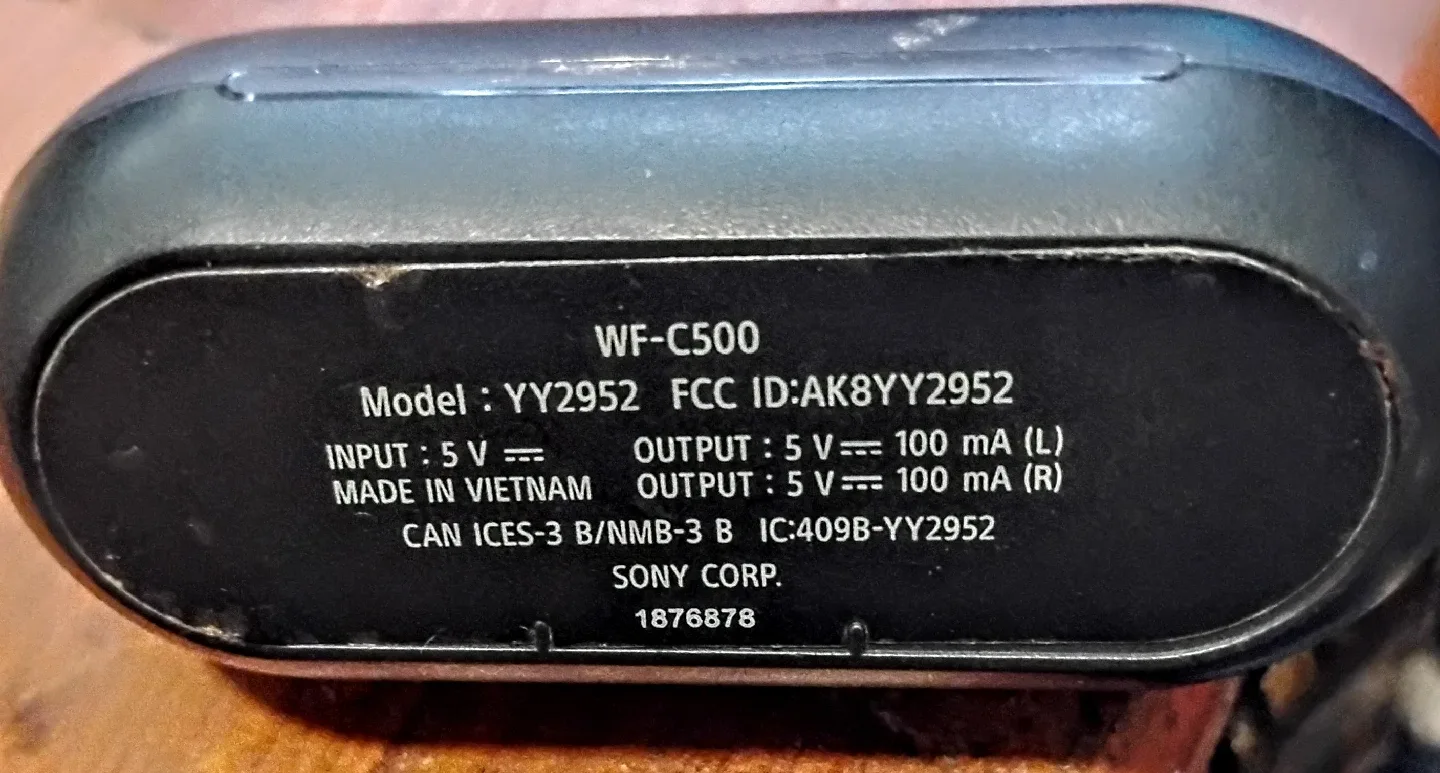 WF-C500
Model : YY2952 FCC ID:AK8YY2952
INPUT : 5 V ⎓ OUTPUT : 5 V ⎓ 100 mA (L)
MADE IN VIETNAM OUTPUT : 5 V ⎓ 100 mA (R)
CAN ICES-3 B/NMB-3 B IC:409B-YY2952
SONY CORP.
1876878